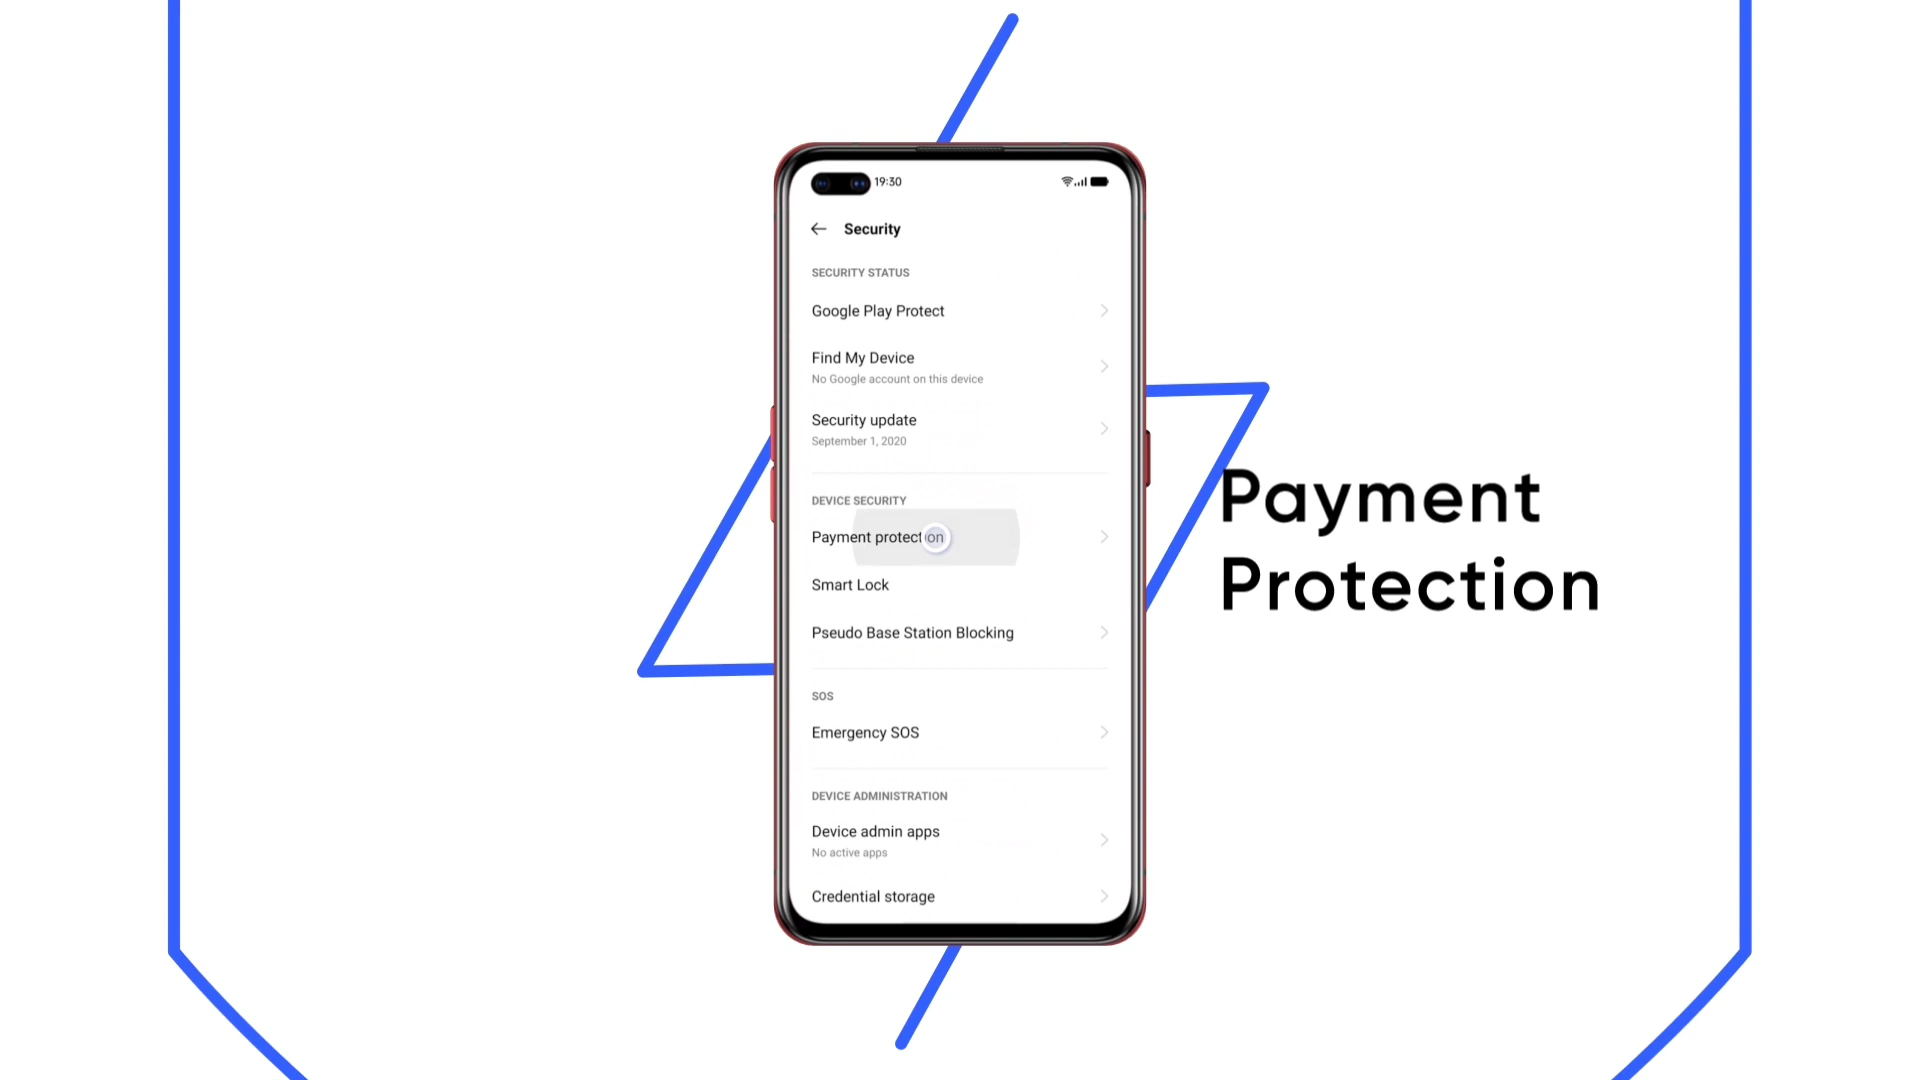 19:30
Security
SECURITY STATUS
Google Play Protect
Find My Device
No Google account on this device
Security update
September 1, 2020
DEVICE SECURITY
Payment protection
Smart Lock
Pseudo Base Station Blocking
SOS
Emergency SOS
DEVICE ADMINISTRATION
Device admin apps
No active apps
Credential storage
Payment
Protection